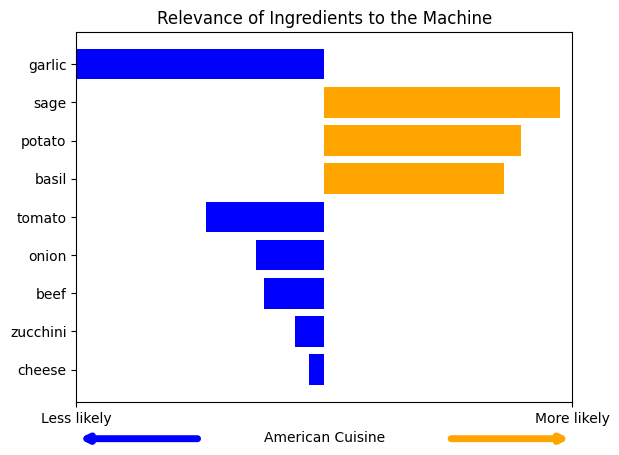 Relevance of Ingredients to the Machine
garlic
sage
potato
basil
tomato
onion
beef
zucchini
cheese
Less likely
More likely
American Cuisine